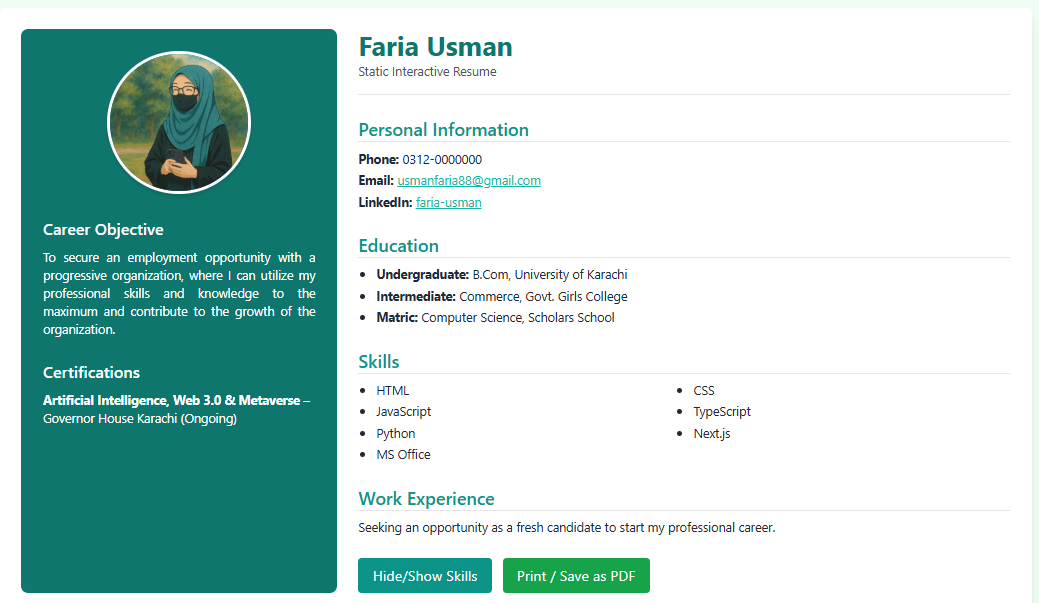 Career Objective
To secure an employment opportunity with a
progressive organization, where I can utilize my
professional skills and knowledge to the
maximum and contribute to the growth of the
organization.
Certifications
Artificial Intelligence, Web 3.0 & Metaverse –
Governor House Karachi (Ongoing)
Faria Usman
Static Interactive Resume
Personal Information
Phone: 0312-0000000
Email: usmanfaria88@gmail.com
LinkedIn: faria-usman
Education
Undergraduate: B.Com, University of Karachi
Intermediate: Commerce, Govt. Girls College
Matric: Computer Science, Scholars School
Skills
HTML
CSS
JavaScript
TypeScript
Python
Next.js
MS Office
Work Experience
Seeking an opportunity as a fresh candidate to start my professional career.
Hide/Show Skills
Print / Save as PDF